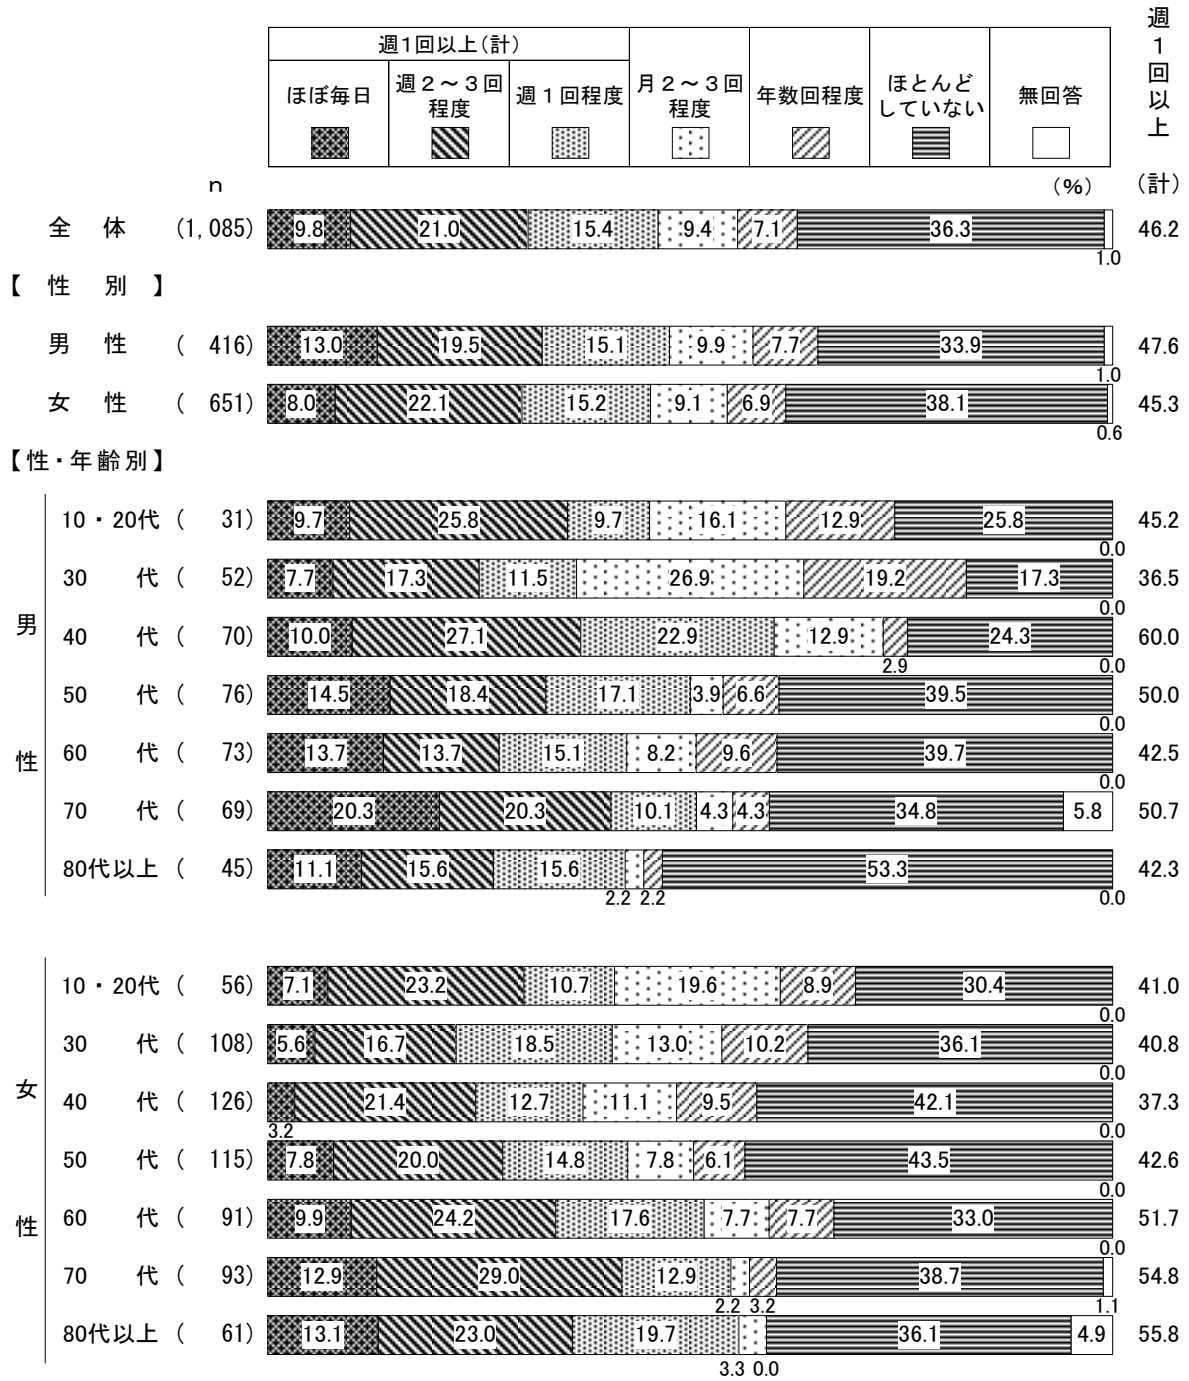 週1回以上(計)
ほぼ毎日
週２～３回程度
週１回程度
月２～３回程度
年数回程度
ほとんどしていない
無回答
週1回以上(計)
n
(%)
全体 (1,085) 9.8 21.0 15.4 9.4 7.1 36.3 1.0 46.2
【性別】
男性 (416) 13.0 19.5 15.1 9.9 7.7 33.9 1.0 47.6
女性 (651) 8.0 22.1 15.2 9.1 6.9 38.1 0.6 45.3
【性・年齢別】
男性
10・20代 (31) 9.7 25.8 9.7 16.1 12.9 25.8 0.0 45.2
30代 (52) 7.7 17.3 11.5 26.9 19.2 17.3 0.0 36.5
40代 (70) 10.0 27.1 22.9 12.9 2.9 24.3 0.0 60.0
50代 (76) 14.5 18.4 17.1 3.9 6.6 39.5 0.0 50.0
60代 (73) 13.7 13.7 15.1 8.2 9.6 39.7 0.0 42.5
70代 (69) 20.3 20.3 10.1 4.3 4.3 34.8 5.8 50.7
80代以上 (45) 11.1 15.6 15.6 2.2 2.2 53.3 0.0 42.3
女性
10・20代 (56) 7.1 23.2 10.7 19.6 8.9 30.4 0.0 41.0
30代 (108) 5.6 16.7 18.5 13.0 10.2 36.1 0.0 40.8
40代 (126) 3.2 21.4 12.7 11.1 9.5 42.1 0.0 37.3
50代 (115) 7.8 20.0 14.8 7.8 6.1 43.5 0.0 42.6
60代 (91) 9.9 24.2 17.6 7.7 7.7 33.0 0.0 51.7
70代 (93) 12.9 29.0 12.9 2.2 3.2 38.7 1.1 54.8
80代以上 (61) 13.1 23.0 19.7 3.3 0.0 36.1 4.9 55.8